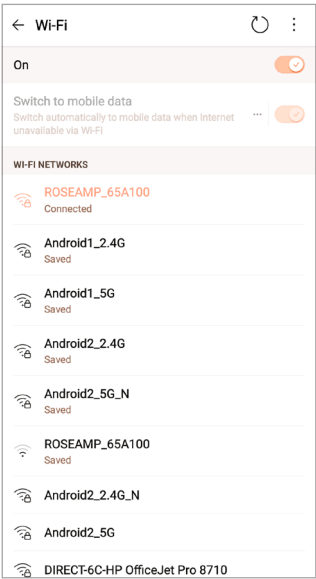 Wi-Fi
On
Switch to mobile data
Switch automatically to mobile data when Internet
unavailable via Wi-Fi
WI-FI NETWORKS
ROSEAMP_65A100
Connected
Android1_2.4G
Saved
Android1_5G
Saved
Android2_2.4G
Saved
Android2_5G_N
Saved
ROSEAMP_65A100
Saved
Android2_2.4G_N
Android2_5G
DIRECT-6C-HP OfficeJet Pro 8710